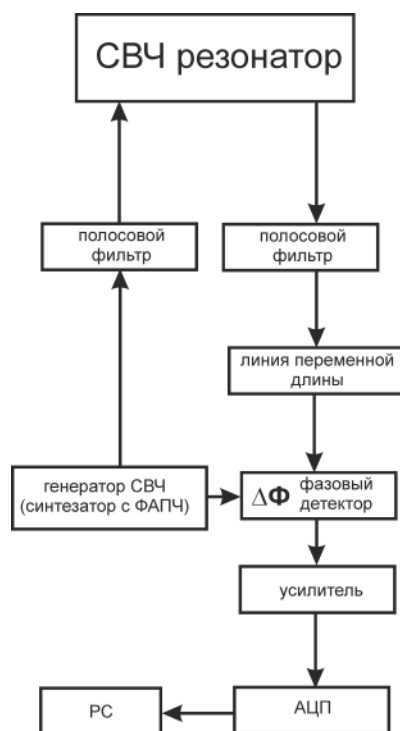 СВЧ резонатор
полосовой
фильтр
полосовой
фильтр
линия переменной
длины
генератор СВЧ
(синтезатор с ФАПЧ)
ΔΦ фазовый
детектор
усилитель
АЦП
PC